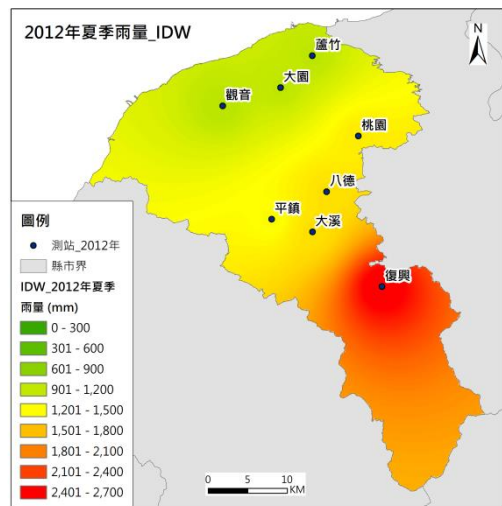 2012年夏季雨量_IDW
N
蘆竹
大園
觀音
桃園
八德
平鎮
大溪
復興
圖例
測站_2012年
縣市界
IDW_2012年夏季
雨量 (mm)
0 - 300
301 - 600
601 - 900
901 - 1,200
1,201 - 1,500
1,501 - 1,800
1,801 - 2,100
2,101 - 2,400
2,401 - 2,700
0 5 10
KM